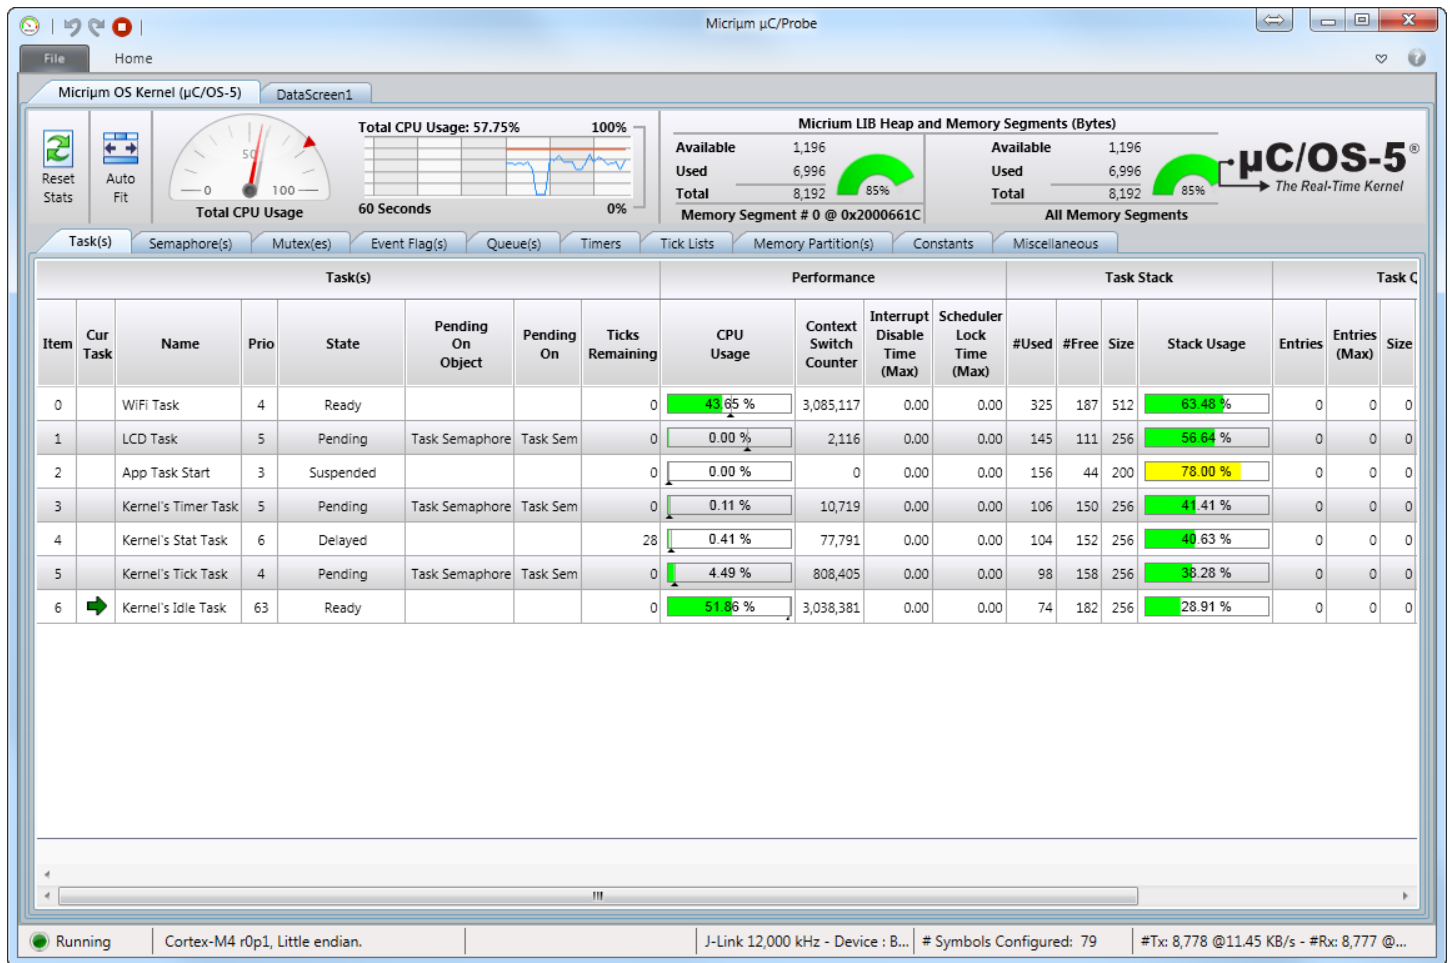 Micriµm µC/Probe
File Home
Micriµm OS Kernel (µC/OS-5) DataScreen1
Reset Stats
Auto Fit
0 50 100
Total CPU Usage
Total CPU Usage: 57.75% 100%
60 Seconds 0%
Micrium LIB Heap and Memory Segments (Bytes)
Available 1,196
Used 6,996
Total 8,192
85%
Memory Segment # 0 @ 0x2000661C
Available 1,196
Used 6,996
Total 8,192
85%
All Memory Segments
µC/OS-5®
The Real-Time Kernel
Task(s) Semaphore(s) Mutex(es) Event Flag(s) Queue(s) Timers Tick Lists Memory Partition(s) Constants Miscellaneous
Task(s) Performance Task Stack Task Q
Item Cur Task Name Prio State Pending On Object Pending On Ticks Remaining CPU Usage Context Switch Counter Interrupt Disable Time (Max) Scheduler Lock Time (Max) #Used #Free Size Stack Usage Entries Entries (Max) Size
0 WiFi Task 4 Ready 0 43.65 % 3,085,117 0.00 0.00 325 187 512 63.48 % 0 0 0
1 LCD Task 5 Pending Task Semaphore Task Sem 0 0.00 % 2,116 0.00 0.00 145 111 256 56.64 % 0 0 0
2 App Task Start 3 Suspended 0 0.00 % 0 0.00 0.00 156 44 200 78.00 % 0 0 0
3 Kernel's Timer Task 5 Pending Task Semaphore Task Sem 0 0.11 % 10,719 0.00 0.00 106 150 256 41.41 % 0 0 0
4 Kernel's Stat Task 6 Delayed 28 0.41 % 77,791 0.00 0.00 104 152 256 40.63 % 0 0 0
5 Kernel's Tick Task 4 Pending Task Semaphore Task Sem 0 4.49 % 808,405 0.00 0.00 98 158 256 38.28 % 0 0 0
6 Kernel's Idle Task 63 Ready 0 51.86 % 3,038,381 0.00 0.00 74 182 256 28.91 % 0 0 0
Running Cortex-M4 r0p1, Little endian. J-Link 12,000 kHz - Device : B... # Symbols Configured: 79 #Tx: 8,778 @11.45 KB/s - #Rx: 8,777 @...